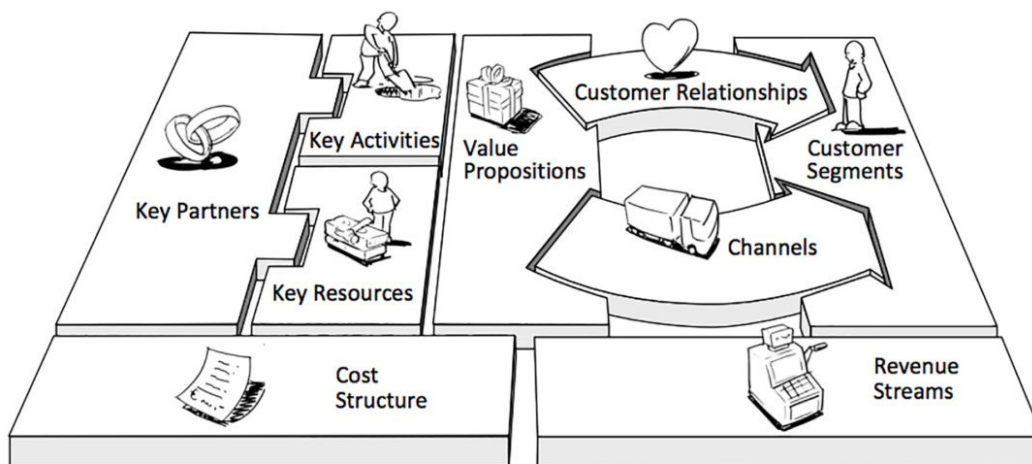 Key Partners
Key Activities
Key Resources
Value
Propositions
Customer Relationships
Channels
Customer
Segments
Cost
Structure
Revenue
Streams